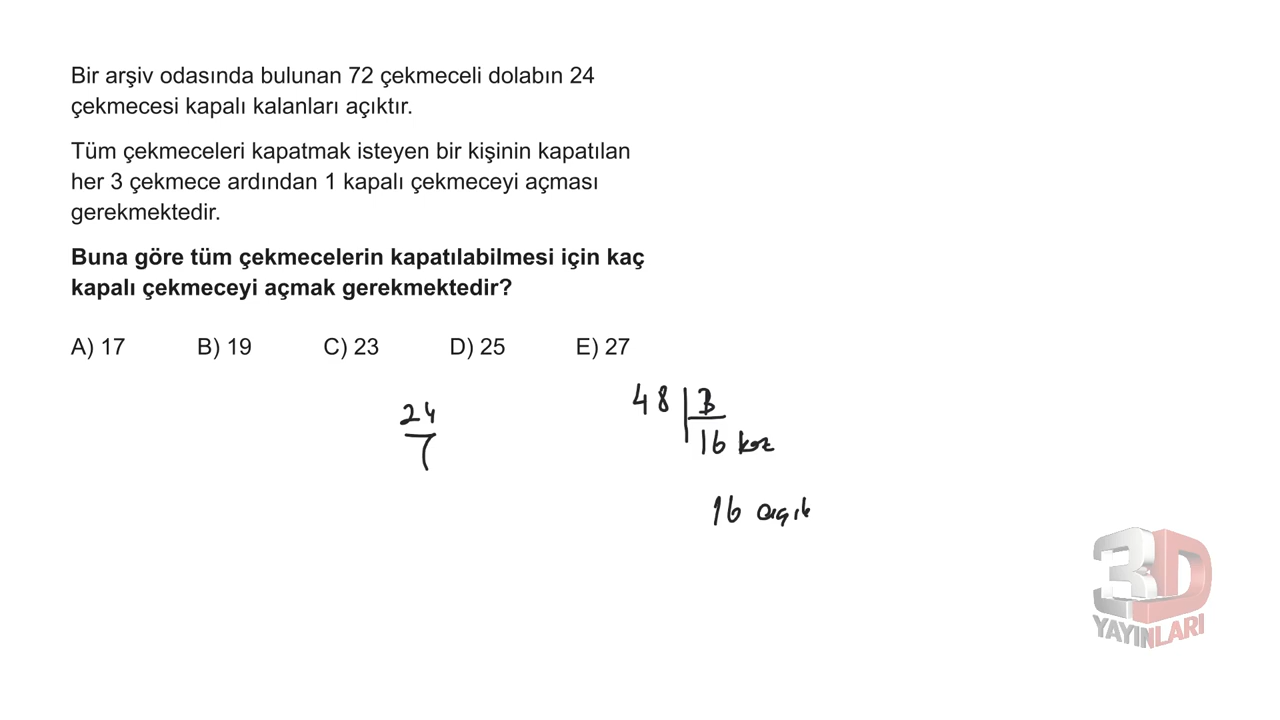 Bir arşiv odasında bulunan 72 çekmeceli dolabın 24
çekmecesi kapalı kalanları açıktır.
Tüm çekmeceleri kapatmak isteyen bir kişinin kapatılan
her 3 çekmece ardından 1 kapalı çekmeceyi açması
gerekmektedir.
Buna göre tüm çekmecelerin kapatılabilmesi için kaç
kapalı çekmeceyi açmak gerekmektedir?
A) 17 B) 19 C) 23 D) 25 E) 27
24
48 3
16 kez
16 açık
3D
YAYINLARI